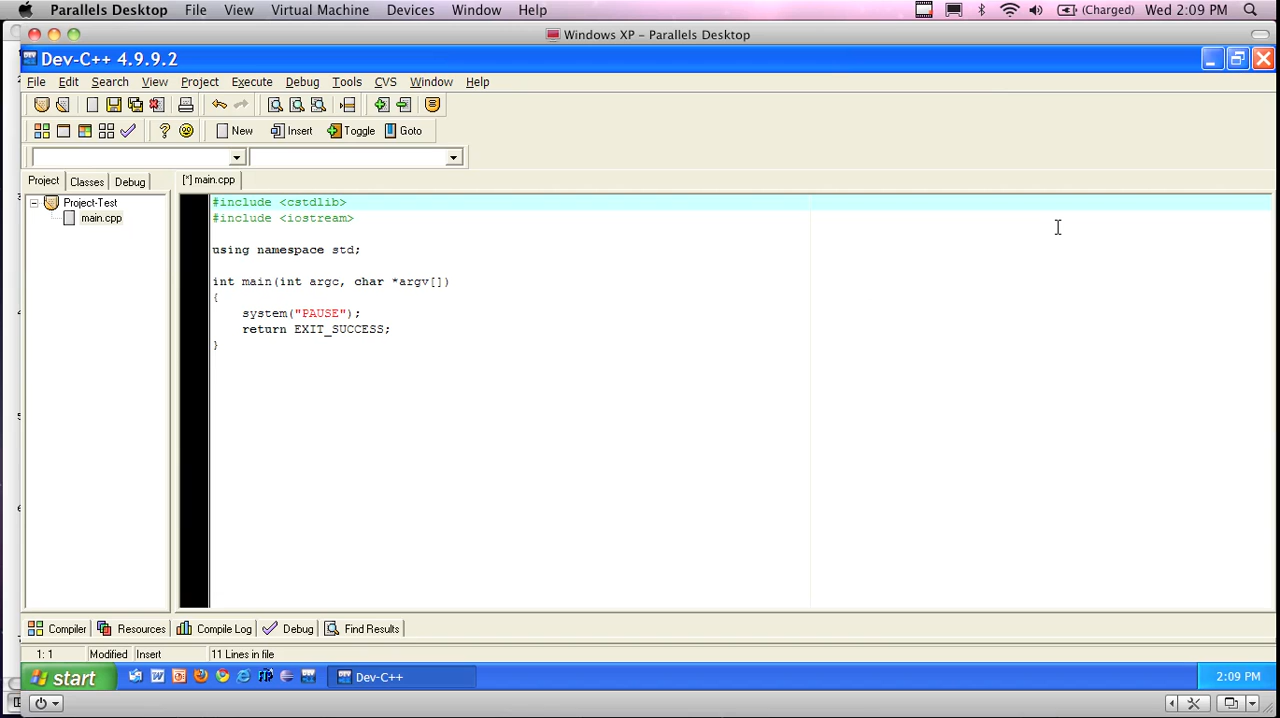 Parallels Desktop File View Virtual Machine Devices Window Help (Charged) Wed 2:09 PM
Windows XP – Parallels Desktop
Dev-C++ 4.9.9.2
File Edit Search View Project Execute Debug Tools CVS Window Help
New Insert Toggle Goto
Project Classes Debug [*] main.cpp
Project-Test
main.cpp
#include <cstdlib>
#include <iostream>
using namespace std;
int main(int argc, char *argv[])
{
system("PAUSE");
return EXIT_SUCCESS;
}
Compiler Resources Compile Log Debug Find Results
1: 1 Modified Insert 11 Lines in file
start Dev-C++ 2:09 PM